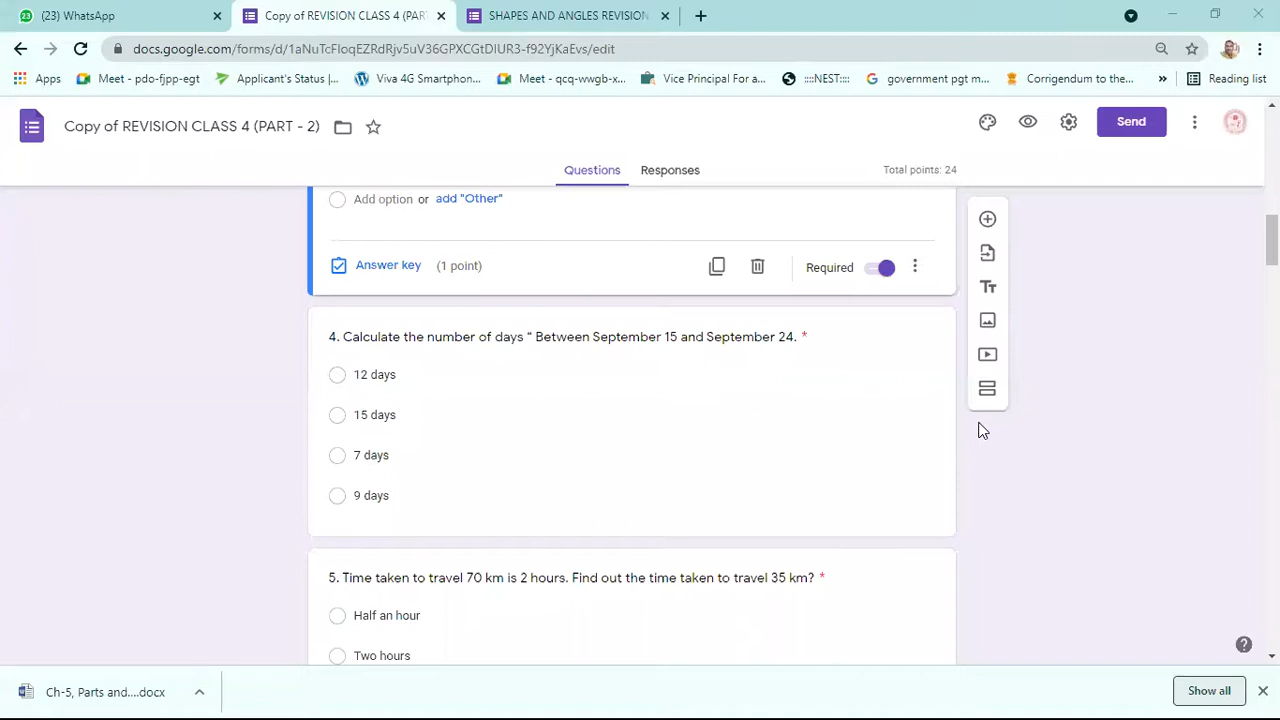 (23) WhatsApp
Copy of REVISION CLASS 4 (PAR
SHAPES AND ANGLES REVISION
docs.google.com/forms/d/1aNuTcFIoqEZRdRjv5uV36GPXCGtDIUR3-f92YjKaEvs/edit
Apps
Meet - pdo-fjpp-egt
Applicant's Status |...
Viva 4G Smartphon...
Meet - qcq-wwgb-x...
Vice Principal For a...
::::NEST::::
government pgt m...
Corrigendum to the...
»
Reading list
Copy of REVISION CLASS 4 (PART - 2)
Send
Questions
Responses
Total points: 24
Add option or add "Other"
Answer key (1 point)
Required
4. Calculate the number of days “ Between September 15 and September 24. *
12 days
15 days
7 days
9 days
5. Time taken to travel 70 km is 2 hours. Find out the time taken to travel 35 km? *
Half an hour
Two hours
Ch-5, Parts and....docx
Show all